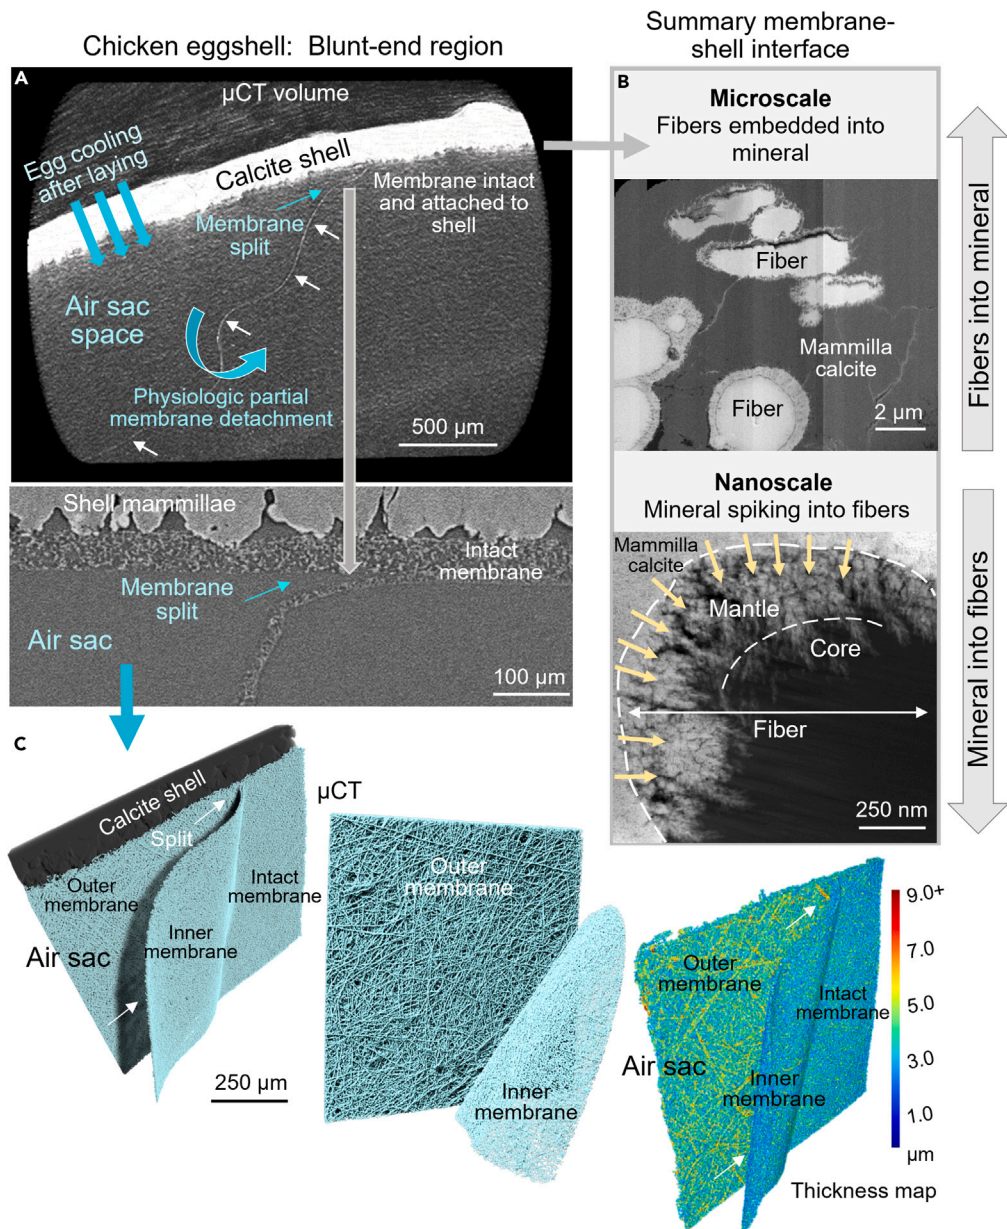 Chicken eggshell: Blunt-end region
Summary membrane-
shell interface
A
µCT volume
Egg cooling
after laying
Calcite shell
Membrane
split
Membrane intact
and attached to
shell
Air sac
space
Physiologic partial
membrane detachment
500 µm
Shell mammillae
Intact
membrane
Membrane
split
Air sac
100 µm
B
Microscale
Fibers embedded into
mineral
Fiber
Mammilla
calcite
Fiber
2 µm
Fibers into mineral
Nanoscale
Mineral spiking into fibers
Mammilla
calcite
Mantle
Core
Fiber
250 nm
Mineral into fibers
C
Calcite shell
Split
Outer
membrane
Intact
membrane
Inner
membrane
Air sac
250 µm
µCT
Outer
membrane
Inner
membrane
Outer
membrane
Intact
membrane
Air sac
Inner
membrane
9.0+
7.0
5.0
3.0
1.0
µm
Thickness map